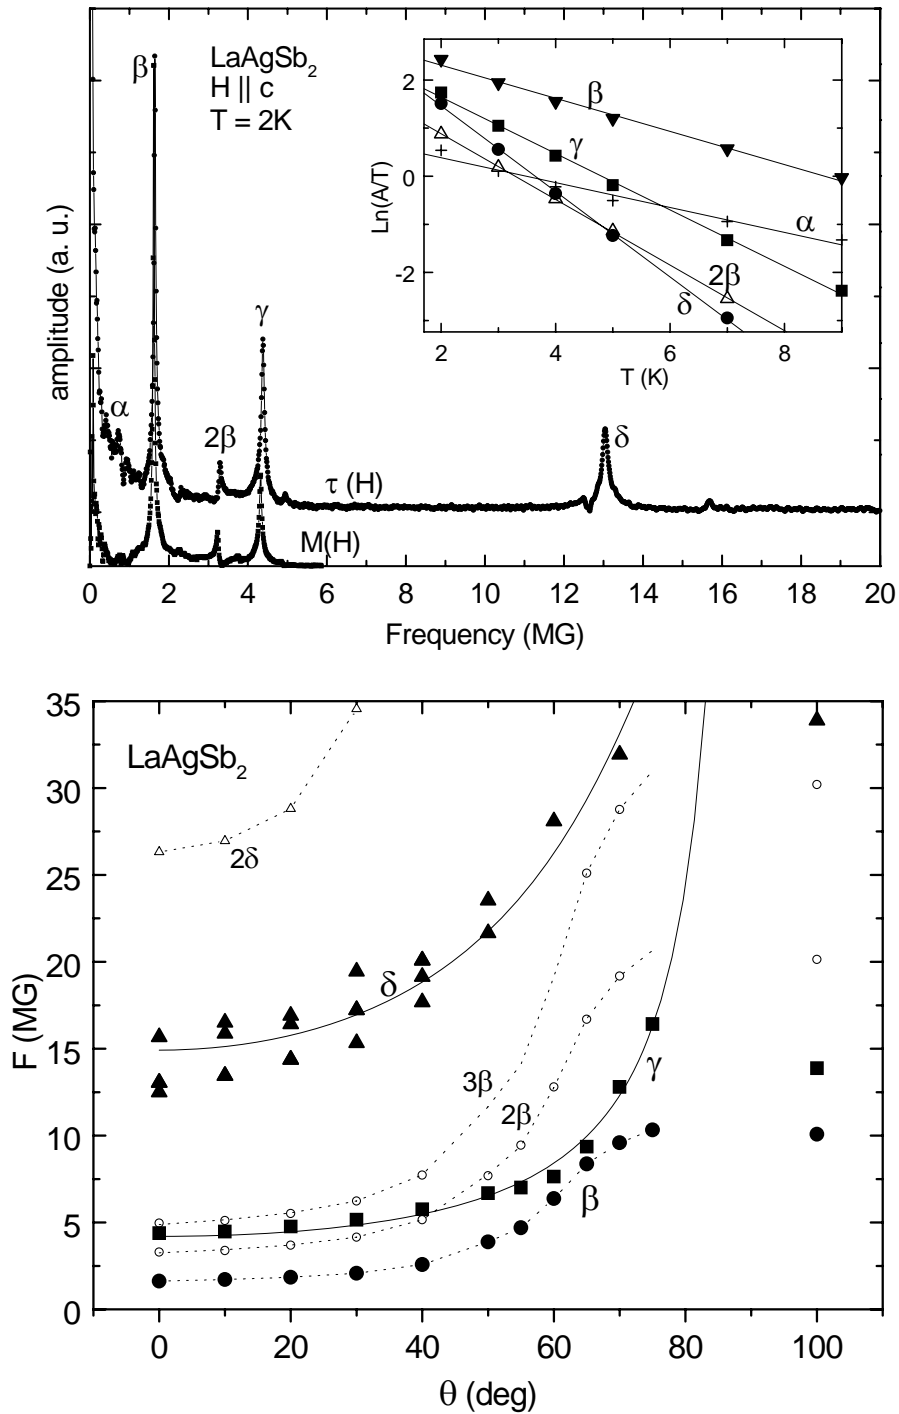 LaAgSb2
H || c
T = 2K
β
α
2β
γ
δ
τ (H)
M(H)
amplitude (a. u.)
0 2 4 6 8 10 12 14 16 18 20
Frequency (MG)
Ln(A/T)
2
0
-2
β
γ
α
2β
δ
2 4 6 8
T (K)
LaAgSb2
F (MG)
35
30
25
20
15
10
5
0
2δ
δ
3β
2β
γ
β
0 20 40 60 80 100
θ (deg)